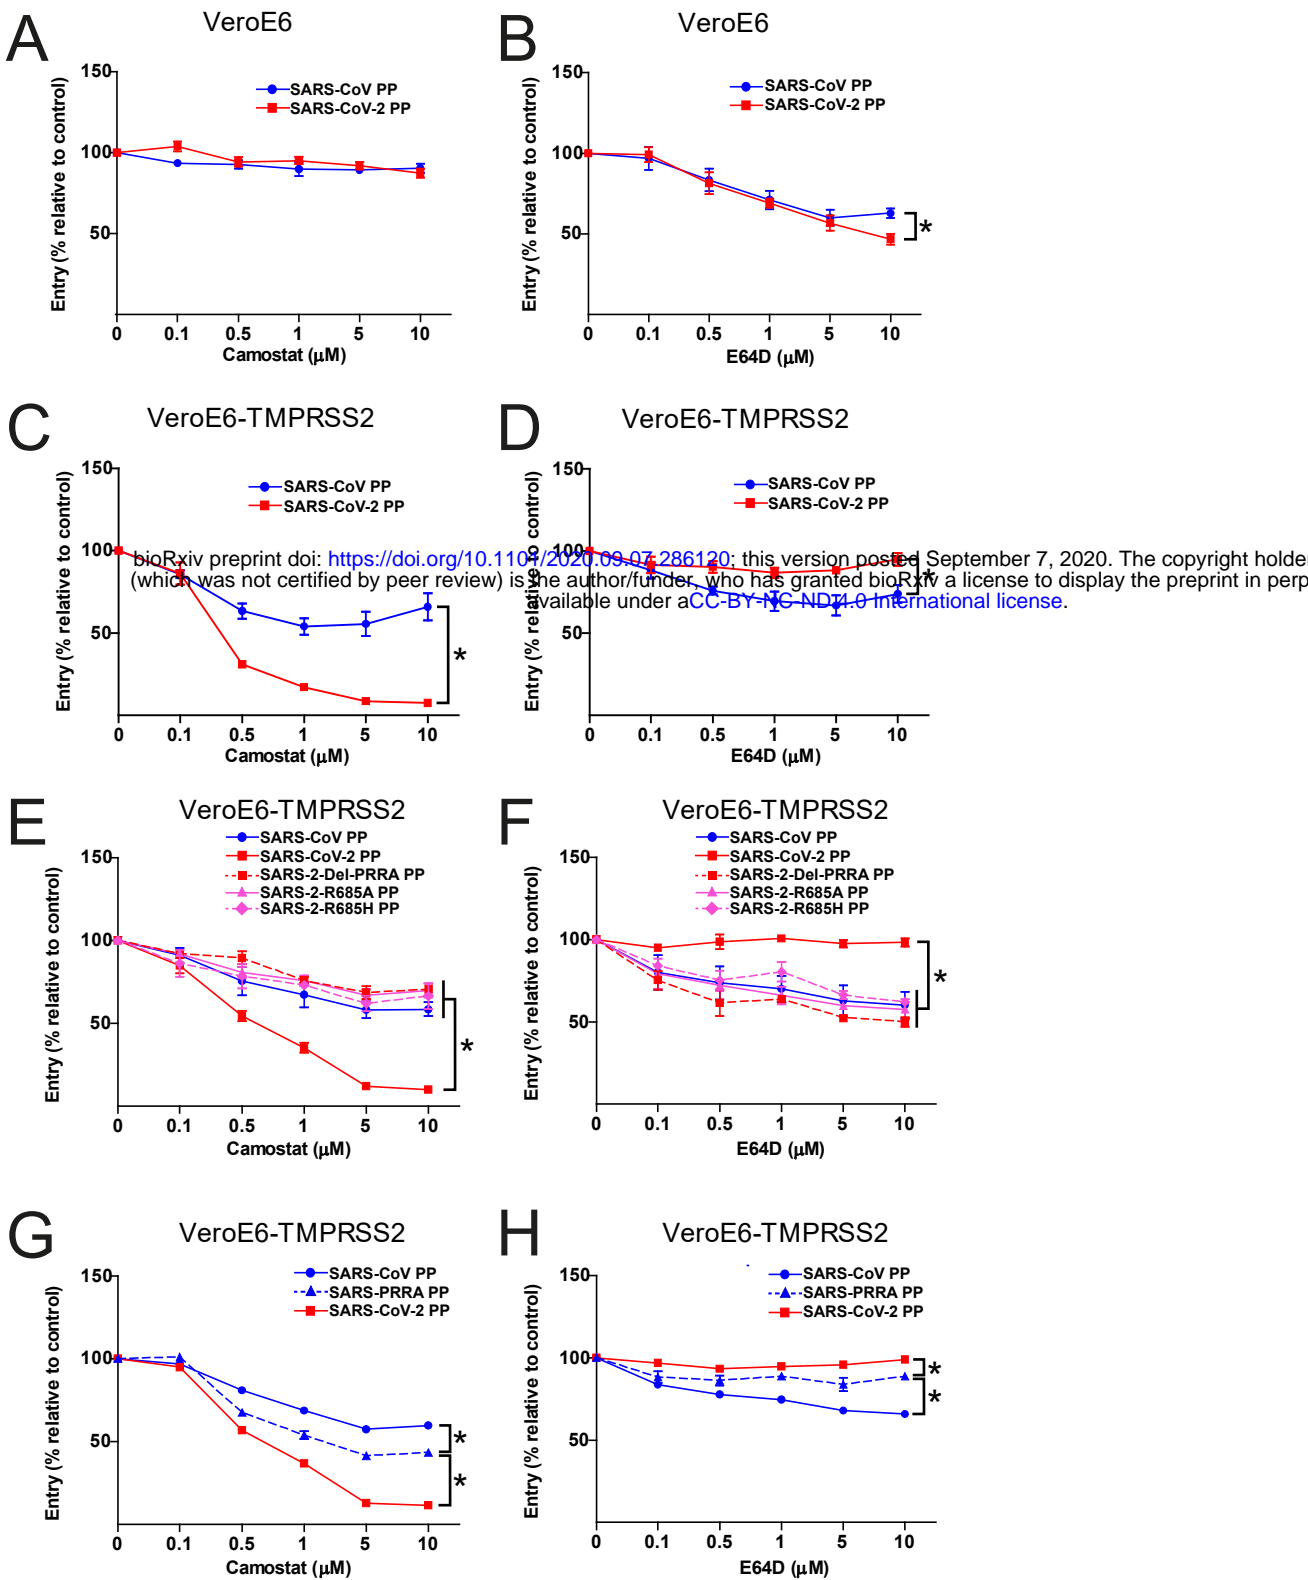 A
VeroE6
Entry (% relative to control)
150
100
50
SARS-CoV PP
SARS-CoV-2 PP
0 0.1 0.5 1 5 10
Camostat (µM)
B
VeroE6
Entry (% relative to control)
150
100
50
SARS-CoV PP
SARS-CoV-2 PP
*
0 0.1 0.5 1 5 10
E64D (µM)
C
VeroE6-TMPRSS2
Entry (% relative to control)
150
100
50
SARS-CoV PP
SARS-CoV-2 PP
*
0 0.1 0.5 1 5 10
Camostat (µM)
D
VeroE6-TMPRSS2
Entry (% relative to control)
150
100
50
SARS-CoV PP
SARS-CoV-2 PP
*
0 0.1 0.5 1 5 10
E64D (µM)
bioRxiv preprint doi: https://doi.org/10.1101/2020.09.07.286120; this version posted September 7, 2020. The copyright holder
(which was not certified by peer review) is the author/funder, who has granted bioRxiv a license to display the preprint in perp
available under aCC-BY-NC-ND 4.0 International license.
E
VeroE6-TMPRSS2
SARS-CoV PP
SARS-CoV-2 PP
SARS-2-Del-PRRA PP
SARS-2-R685A PP
SARS-2-R685H PP
Entry (% relative to control)
150
100
50
*
0 0.1 0.5 1 5 10
Camostat (µM)
F
VeroE6-TMPRSS2
SARS-CoV PP
SARS-CoV-2 PP
SARS-2-Del-PRRA PP
SARS-2-R685A PP
SARS-2-R685H PP
Entry (% relative to control)
150
100
50
*
0 0.1 0.5 1 5 10
E64D (µM)
G
VeroE6-TMPRSS2
SARS-CoV PP
SARS-PRRA PP
SARS-CoV-2 PP
Entry (% relative to control)
150
100
50
*
*
0 0.1 0.5 1 5 10
Camostat (µM)
H
VeroE6-TMPRSS2
SARS-CoV PP
SARS-PRRA PP
SARS-CoV-2 PP
Entry (% relative to control)
150
100
50
*
*
0 0.1 0.5 1 5 10
E64D (µM)